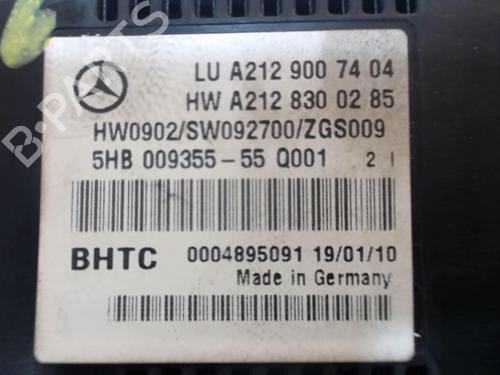 LU A212 900 74 04
HW A212 830 02 85
HW0902/SW092700/ZGS009
5HB 009355-55 Q001 21
BHTC 0004895091 19/01/10
Made in Germany
B-PARTS